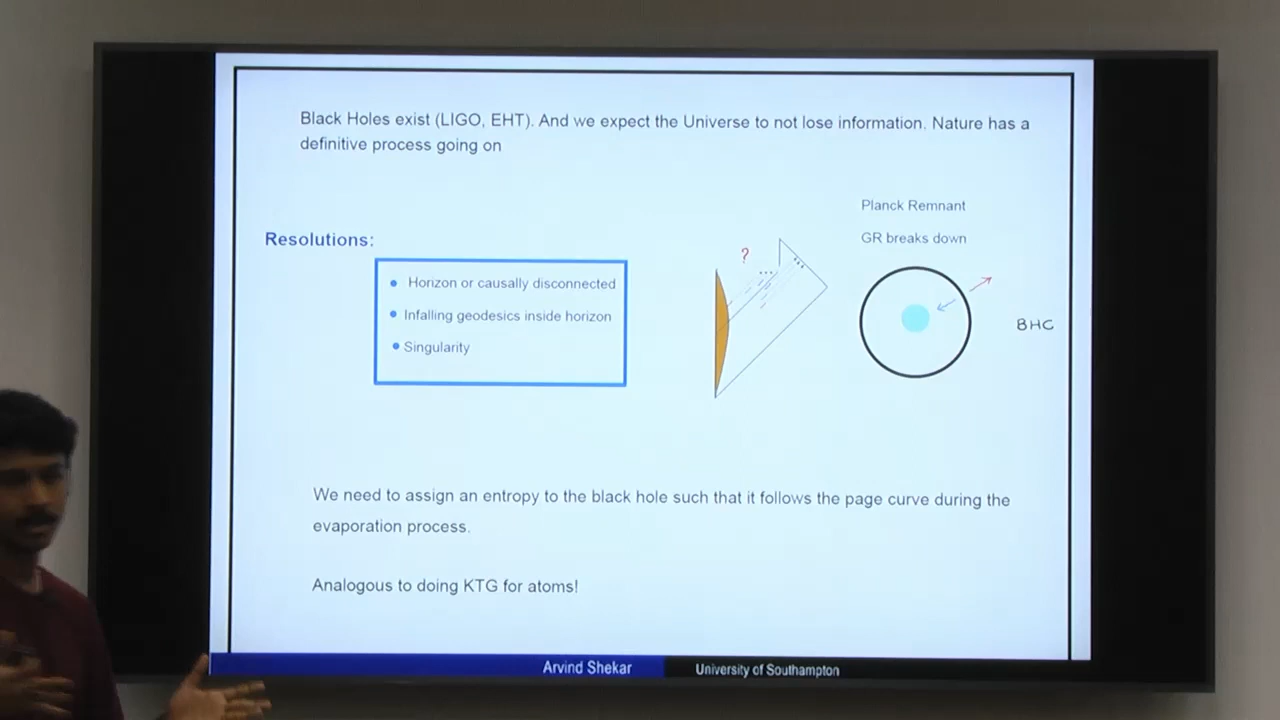 Black Holes exist (LIGO, EHT). And we expect the Universe to not lose information. Nature has a
definitive process going on
Planck Remnant
Resolutions:
GR breaks down
?
Horizon or causally disconnected
Infalling geodesics inside horizon
BHC
Singularity
We need to assign an entropy to the black hole such that it follows the page curve during the
evaporation process.
Analogous to doing KTG for atoms!
Arvind Shekar
University of Southampton